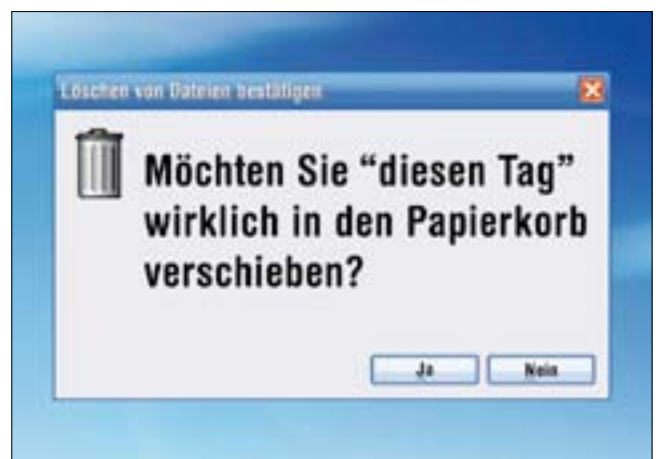 Löschen von Dateien bestätigen
Möchten Sie “diesen Tag”
wirklich in den Papierkorb
verschieben?
Ja
Nein